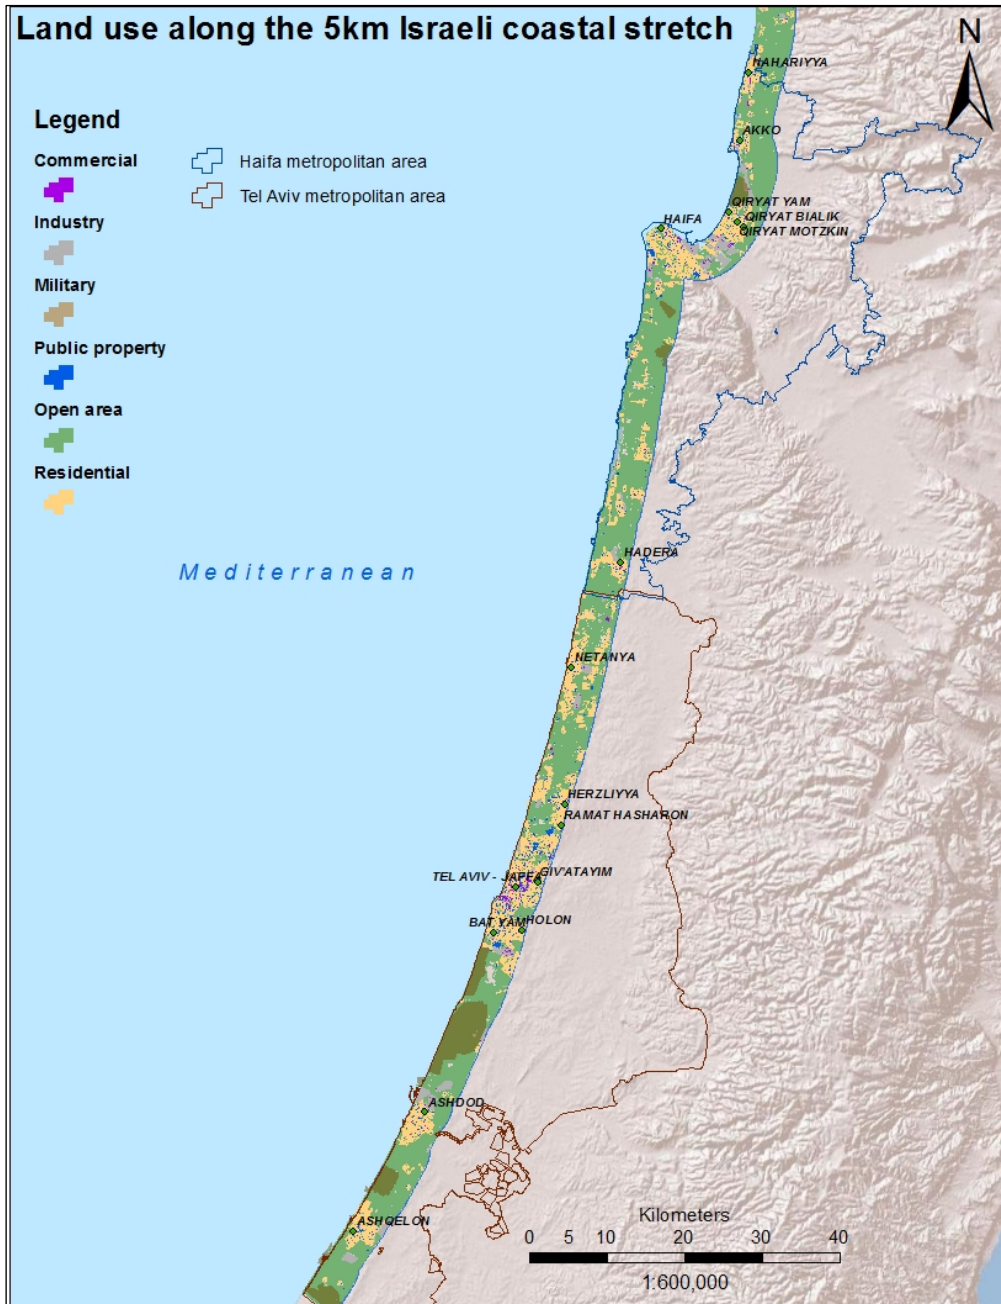 Land use along the 5km Israeli coastal stretch
N
Legend
Commercial
Industry
Military
Public property
Open area
Residential
Haifa metropolitan area
Tel Aviv metropolitan area
NAHARIYYA
AKKO
QIRYAT YAM
QIRYAT BIALIK
QIRYAT MOTZKIN
HAIFA
HADERA
Mediterranean
NETANYA
HERZLIYYA
RAMAT HASHARON
TEL AVIV - JAFFA
GIV'ATAYIM
BAT YAM
HOLON
ASHDOD
ASHQELON
Kilometers
0 5 10 20 30 40
1:600,000